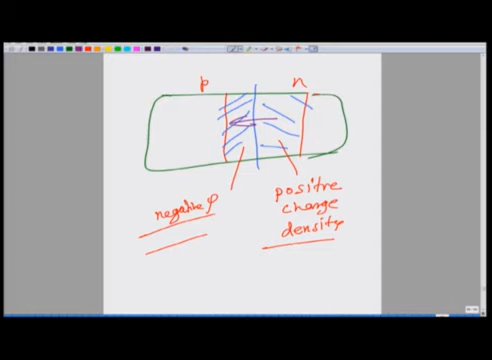 p n
negative ρ
positive
charge
density